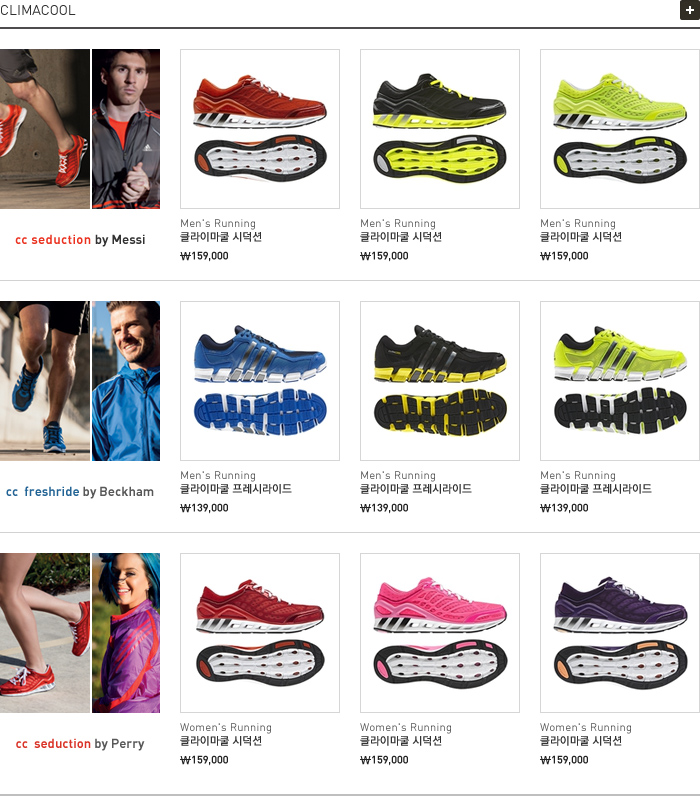 CLIMACOOL
cc seduction by Messi
Men's Running
클라이마쿨 시덕션
₩159,000
Men's Running
클라이마쿨 시덕션
₩159,000
Men's Running
클라이마쿨 시덕션
₩159,000
cc freshride by Beckham
Men's Running
클라이마쿨 프레시라이드
₩139,000
Men's Running
클라이마쿨 프레시라이드
₩139,000
Men's Running
클라이마쿨 프레시라이드
₩139,000
cc seduction by Perry
Women's Running
클라이마쿨 시덕션
₩159,000
Women's Running
클라이마쿨 시덕션
₩159,000
Women's Running
클라이마쿨 시덕션
₩159,000